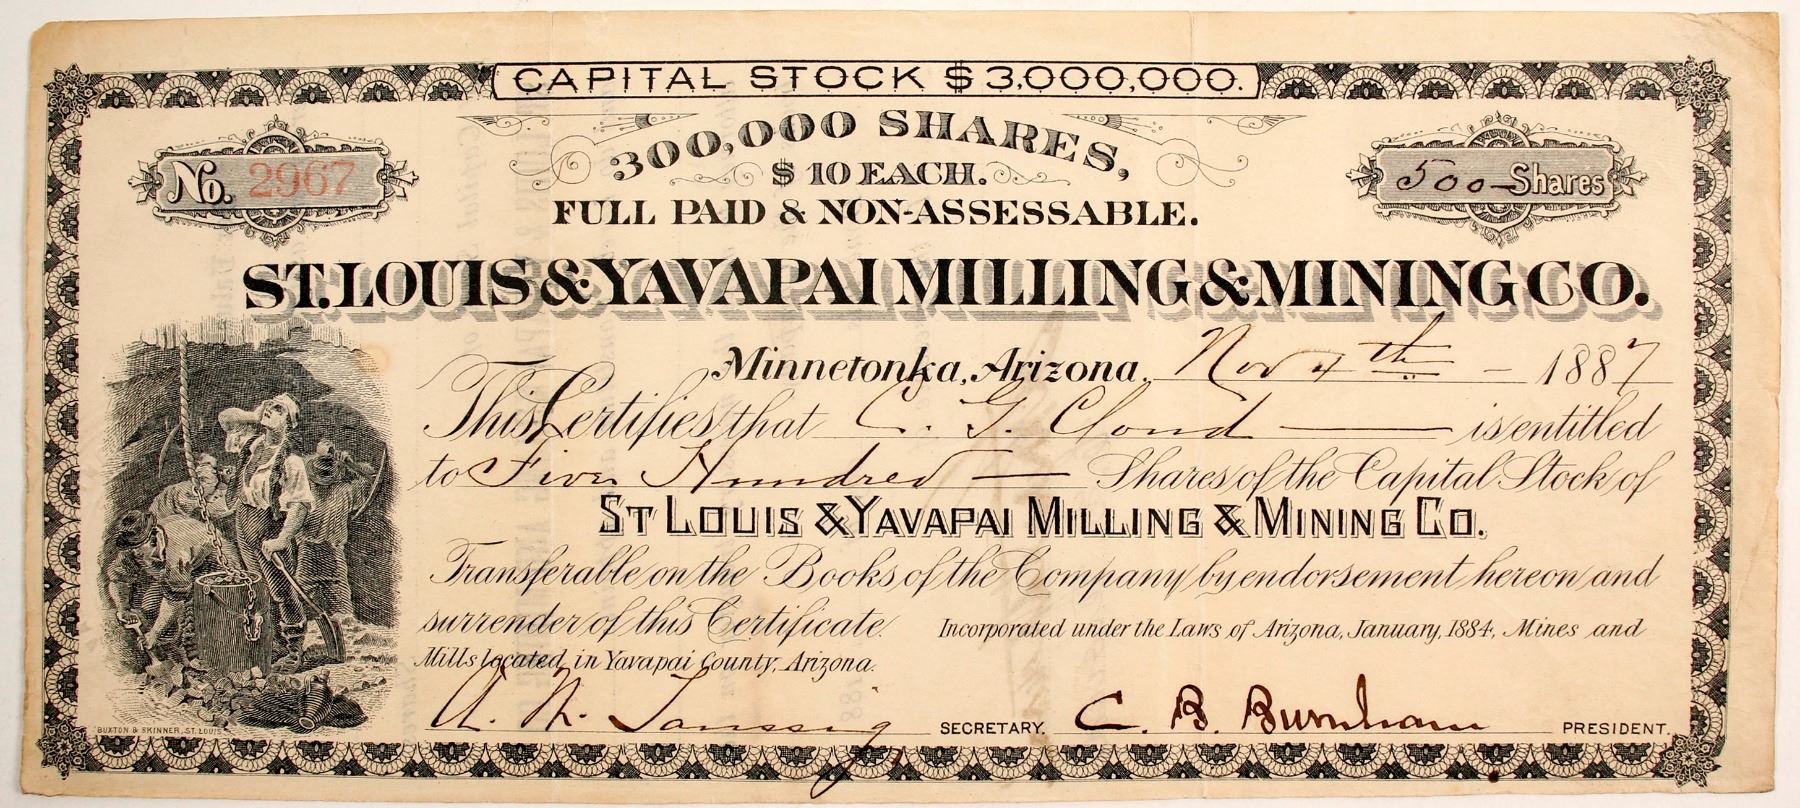 CAPITAL STOCK $3,000,000.
300,000 SHARES,
$10 EACH.
FULL PAID & NON-ASSESSABLE.
No. 2967
500 Shares
ST. LOUIS & YAVAPAI MILLING & MINING CO.
Minnetonka, Arizona, Nov 4th 1887
This Certifies that C. G. Cloud is entitled
to Five Hundred Shares of the Capital Stock of
ST LOUIS & YAVAPAI MILLING & MINING CO.
Transferable on the Books of the Company by endorsement hereon and
surrender of this Certificate. Incorporated under the Laws of Arizona, January, 1884, Mines and
Mills located in Yavapai County, Arizona.
Taussig SECRETARY. C. B. Burnham PRESIDENT.
BUXTON & SKINNER, ST. LOUIS